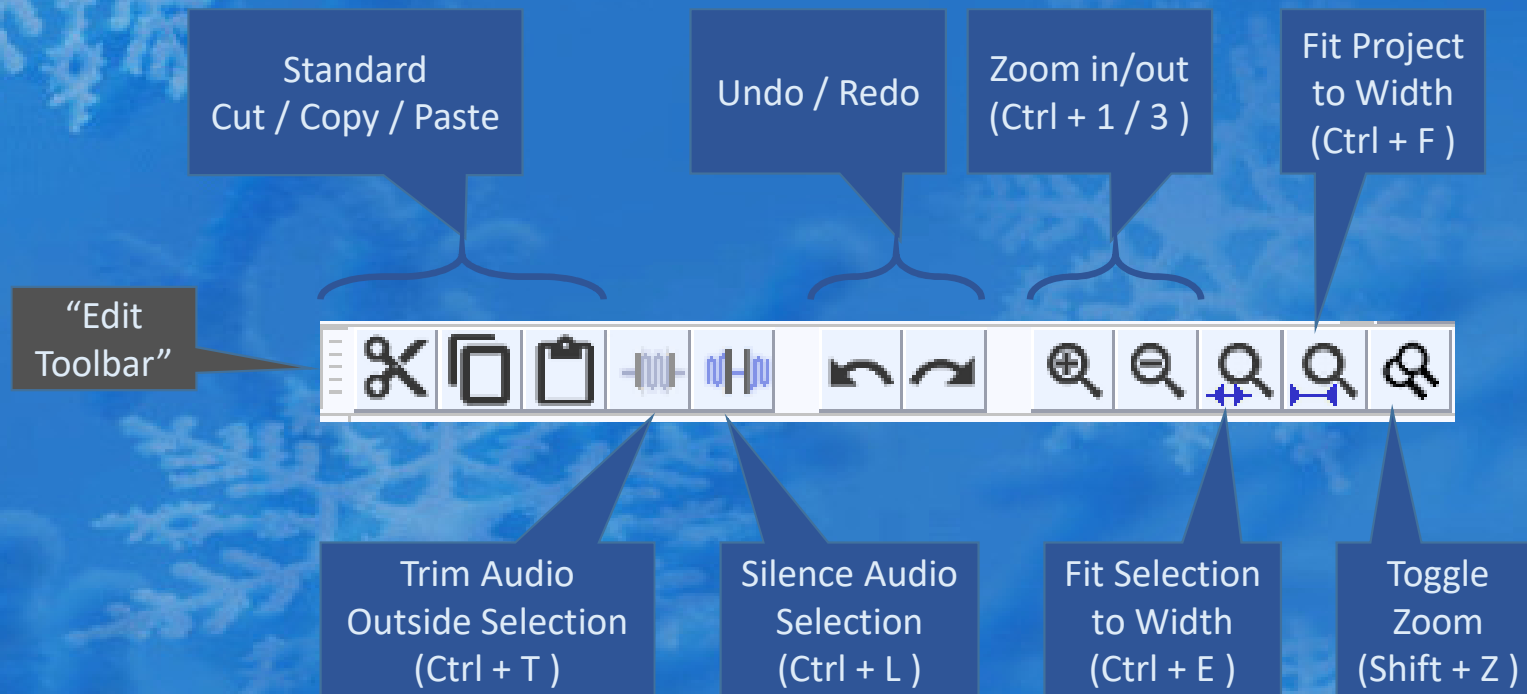 Standard
Cut / Copy / Paste
Undo / Redo
Zoom in/out
(Ctrl + 1 / 3 )
Fit Project
to Width
(Ctrl + F )
“Edit
Toolbar”
Trim Audio
Outside Selection
(Ctrl + T )
Silence Audio
Selection
(Ctrl + L )
Fit Selection
to Width
(Ctrl + E )
Toggle
Zoom
(Shift + Z )